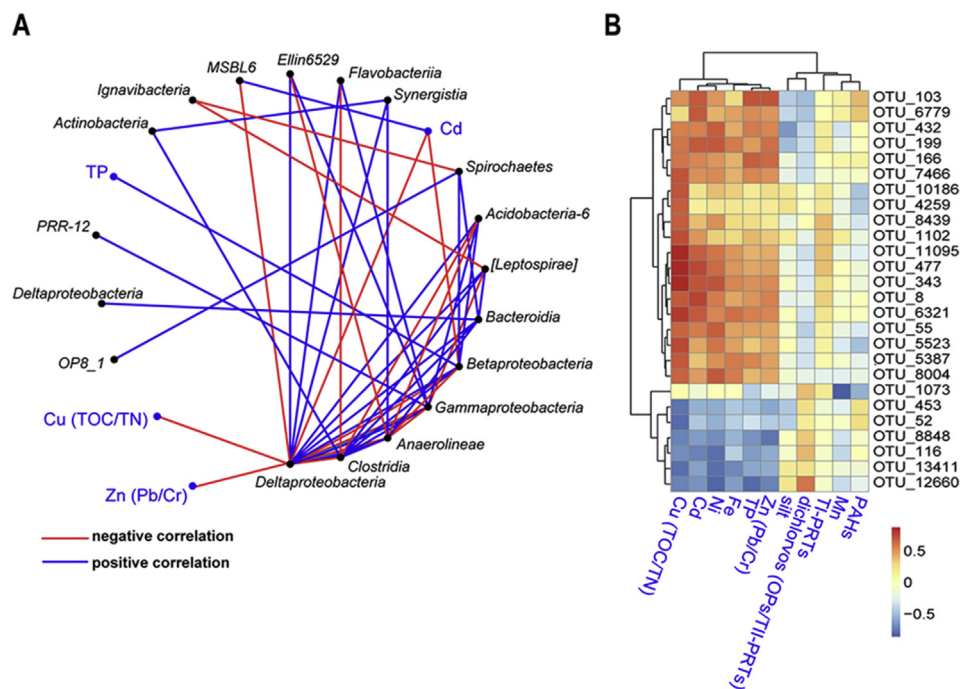 A
Ellin6529
MSBL6
Flavobacteriia
Ignavibacteria
Synergistia
Actinobacteria
Cd
TP
Spirochaetes
PRR-12
Acidobacteria-6
[Leptospirae]
Deltaproteobacteria
Bacteroidia
OP8_1
Betaproteobacteria
Cu (TOC/TN)
Gammaproteobacteria
Anaerolineae
Clostridia
Deltaproteobacteria
Zn (Pb/Cr)
negative correlation
positive correlation
B
OTU_103
OTU_6779
OTU_432
OTU_199
OTU_166
OTU_7466
OTU_10186
OTU_4259
OTU_8439
OTU_1102
OTU_11095
OTU_477
OTU_343
OTU_8
OTU_6321
OTU_55
OTU_5523
OTU_5387
OTU_8004
OTU_1073
OTU_453
OTU_52
OTU_8848
OTU_116
OTU_13411
OTU_12660
Cu (TOC/TN)
Cd
Ni
Fe
TP
Zn (Pb/Cr)
silt
dichlorvos (OPs/TII-PRTs)
TI-PRTs
Mn
PAHs
0.5
0
−0.5